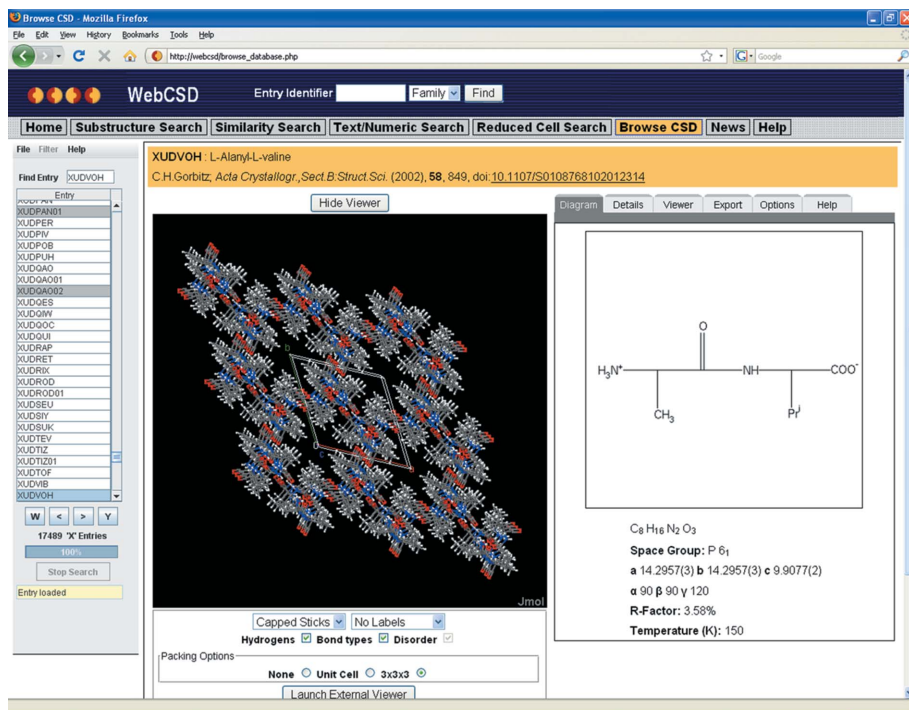 Browse CSD - Mozilla Firefox
File Edit View History Bookmarks Tools Help
http://webcsd/browse_database.php
Google
WebCSD Entry Identifier Family Find
Home Substructure Search Similarity Search Text/Numeric Search Reduced Cell Search Browse CSD News Help
File Filter Help
Find Entry XUDVOH
Entry
XUDPAN
XUDPAN01
XUDPER
XUDPIV
XUDPOB
XUDPUH
XUDQAO
XUDQAO01
XUDQAO02
XUDQES
XUDQIW
XUDQOC
XUDQUI
XUDRAP
XUDRET
XUDRIX
XUDROD
XUDROD01
XUDSEU
XUDSIY
XUDSUK
XUDTEV
XUDTIZ
XUDTIZ01
XUDTOF
XUDVIB
XUDVOH
W < > Y
17489 'X' Entries
100%
Stop Search
Entry loaded
XUDVOH : L-Alanyl-L-valine
C.H.Gorbitz, Acta Crystallogr.,Sect.B:Struct.Sci. (2002), 58, 849, doi:10.1107/S0108768102012314
Hide Viewer
b
c
a
Jmol
Capped Sticks No Labels
Hydrogens Bond types Disorder
Packing Options
None Unit Cell 3x3x3
Launch External Viewer
Diagram Details Viewer Export Options Help
O
H3N+ NH COO-
CH3 Pri
C8 H16 N2 O3
Space Group: P 61
a 14.2957(3) b 14.2957(3) c 9.9077(2)
α 90 β 90 γ 120
R-Factor: 3.58%
Temperature (K): 150